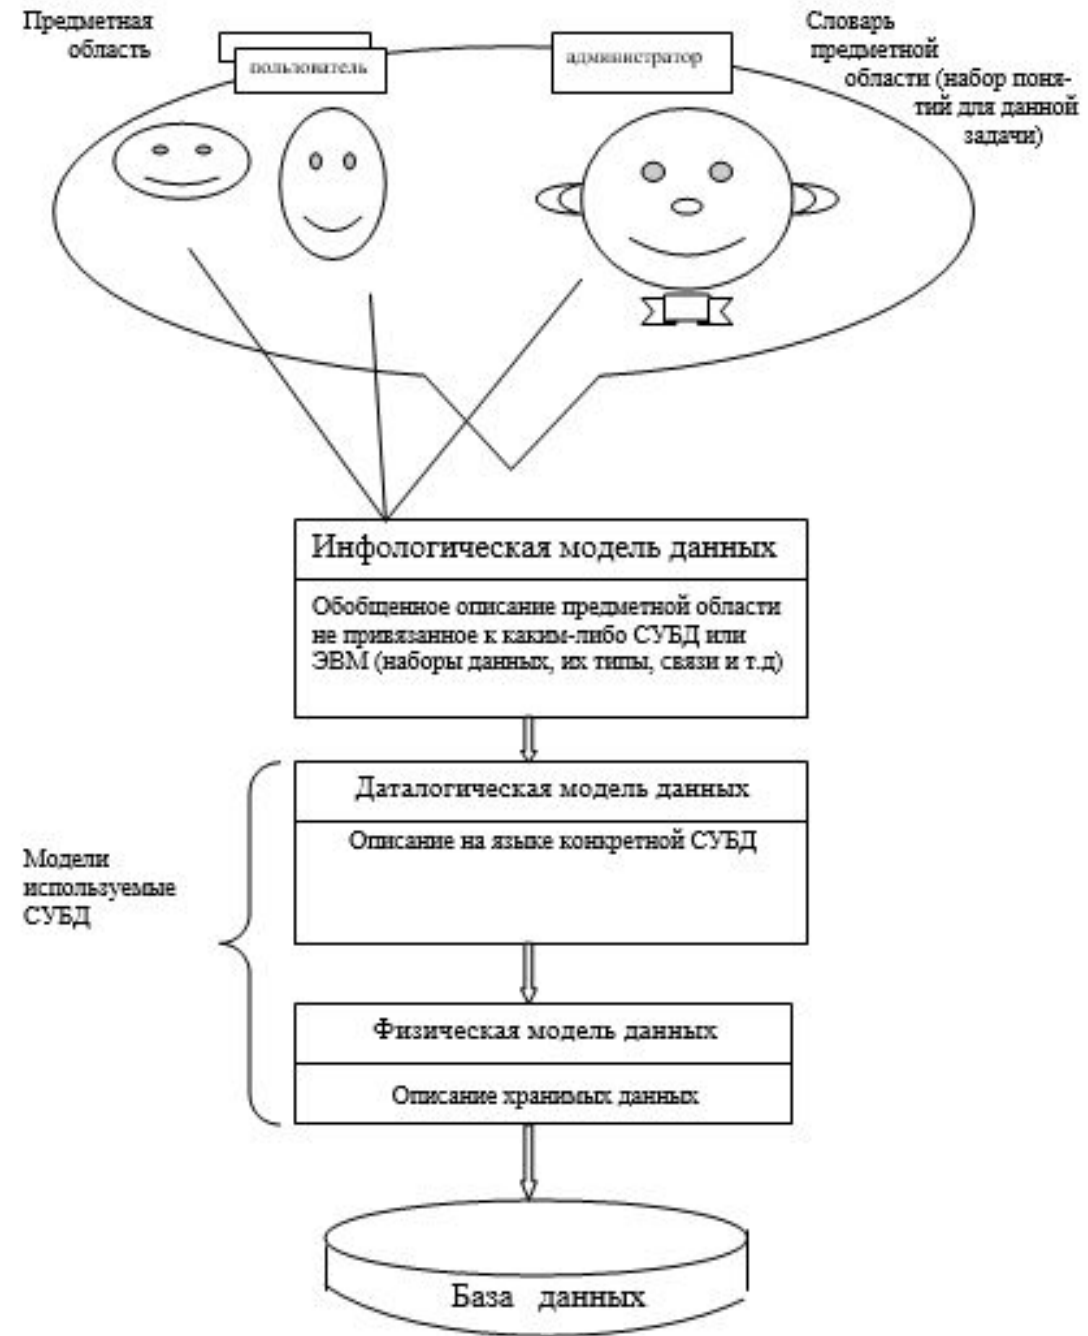 Предметная
область
Словарь
предметной
области (набор поня-
тий для данной
задачи)
пользователь
администратор
Инфологическая модель данных
Обобщенное описание предметной области
не привязанное к каким-либо СУБД или
ЭВМ (наборы данных, их типы, связи и т.д)
Даталогическая модель данных
Описание на языке конкретной СУБД
Модели
используемые
СУБД
Физическая модель данных
Описание хранимых данных
База данных